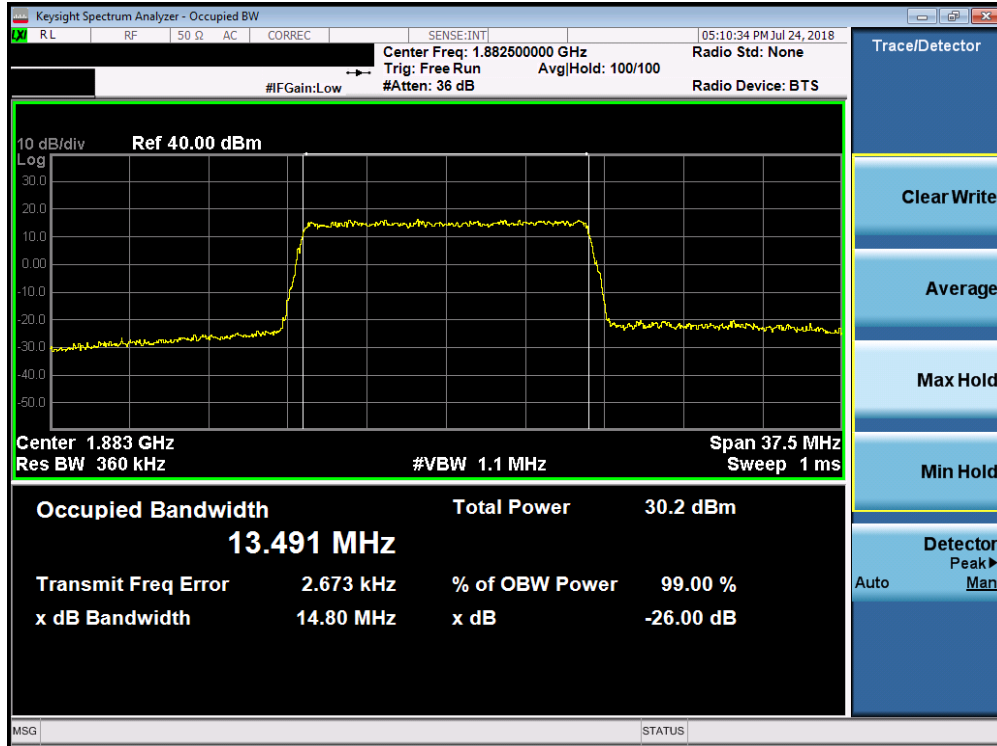 Keysight Spectrum Analyzer - Occupied BW
LXI RL RF 50 Ω AC CORREC SENSE:INT 05:10:34 PM Jul 24, 2018
Center Freq: 1.882500000 GHz Radio Std: None
Trig: Free Run Avg|Hold: 100/100
#IFGain:Low #Atten: 36 dB Radio Device: BTS
Trace/Detector
10 dB/div Ref 40.00 dBm
Log
30.0
20.0
10.0
0.00
-10.0
-20.0
-30.0
-40.0
-50.0
Center 1.883 GHz Span 37.5 MHz
Res BW 360 kHz #VBW 1.1 MHz Sweep 1 ms
Occupied Bandwidth Total Power 30.2 dBm
13.491 MHz
Transmit Freq Error 2.673 kHz % of OBW Power 99.00 %
x dB Bandwidth 14.80 MHz x dB -26.00 dB
Clear Write
Average
Max Hold
Min Hold
Detector
Peak▶
Auto Man
MSG STATUS